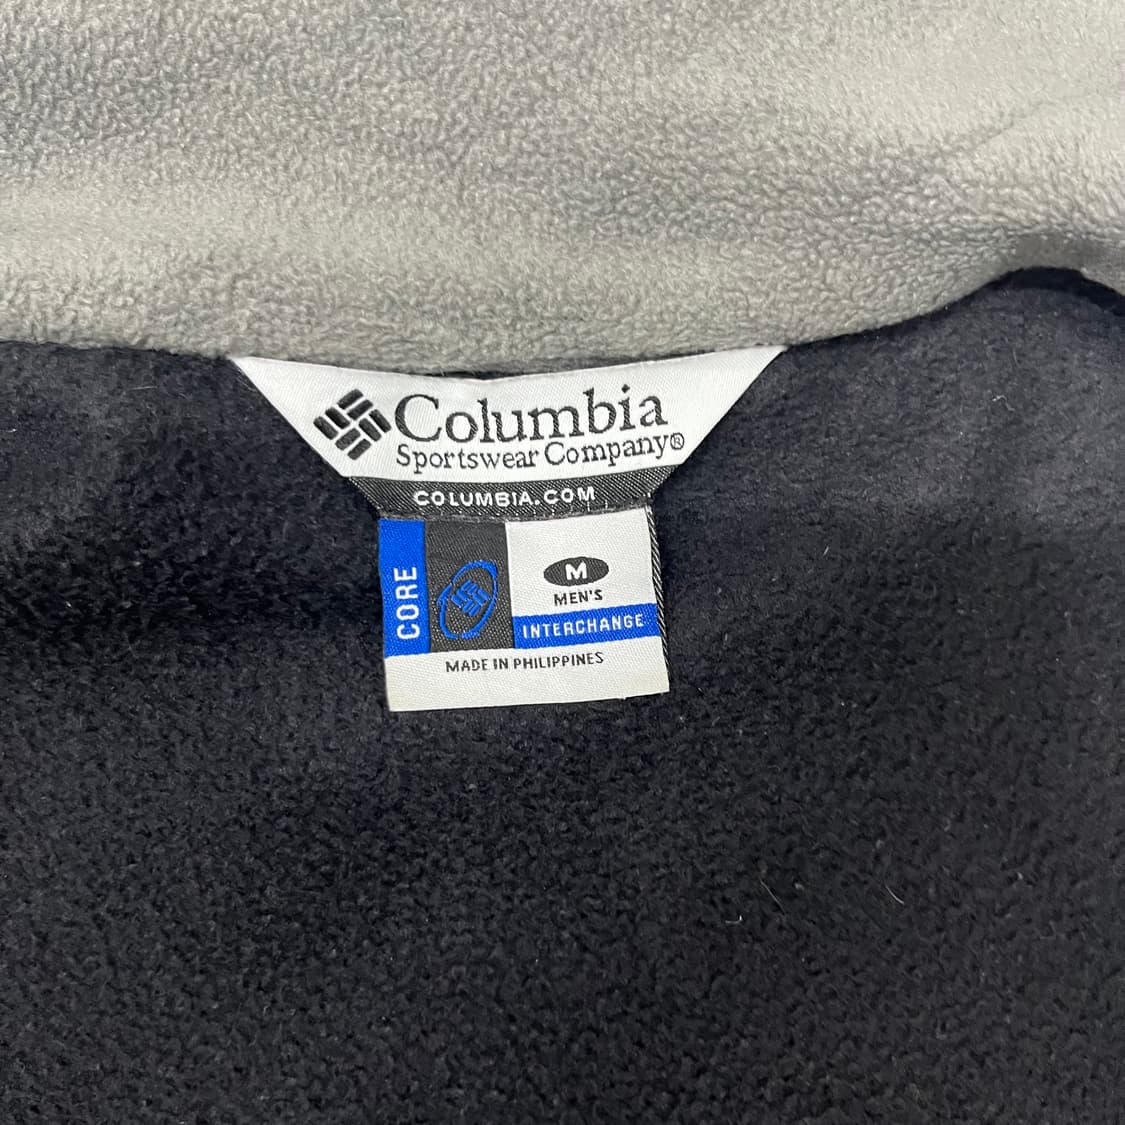 Columbia
Sportswear Company®
COLUMBIA.COM
CORE
M
MEN'S
INTERCHANGE
MADE IN PHILIPPINES